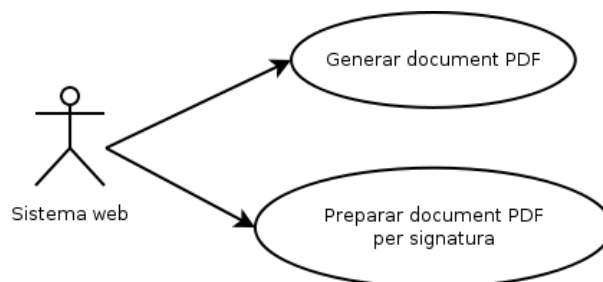 Generar document PDF
Sistema web
Preparar document PDF
per signatura